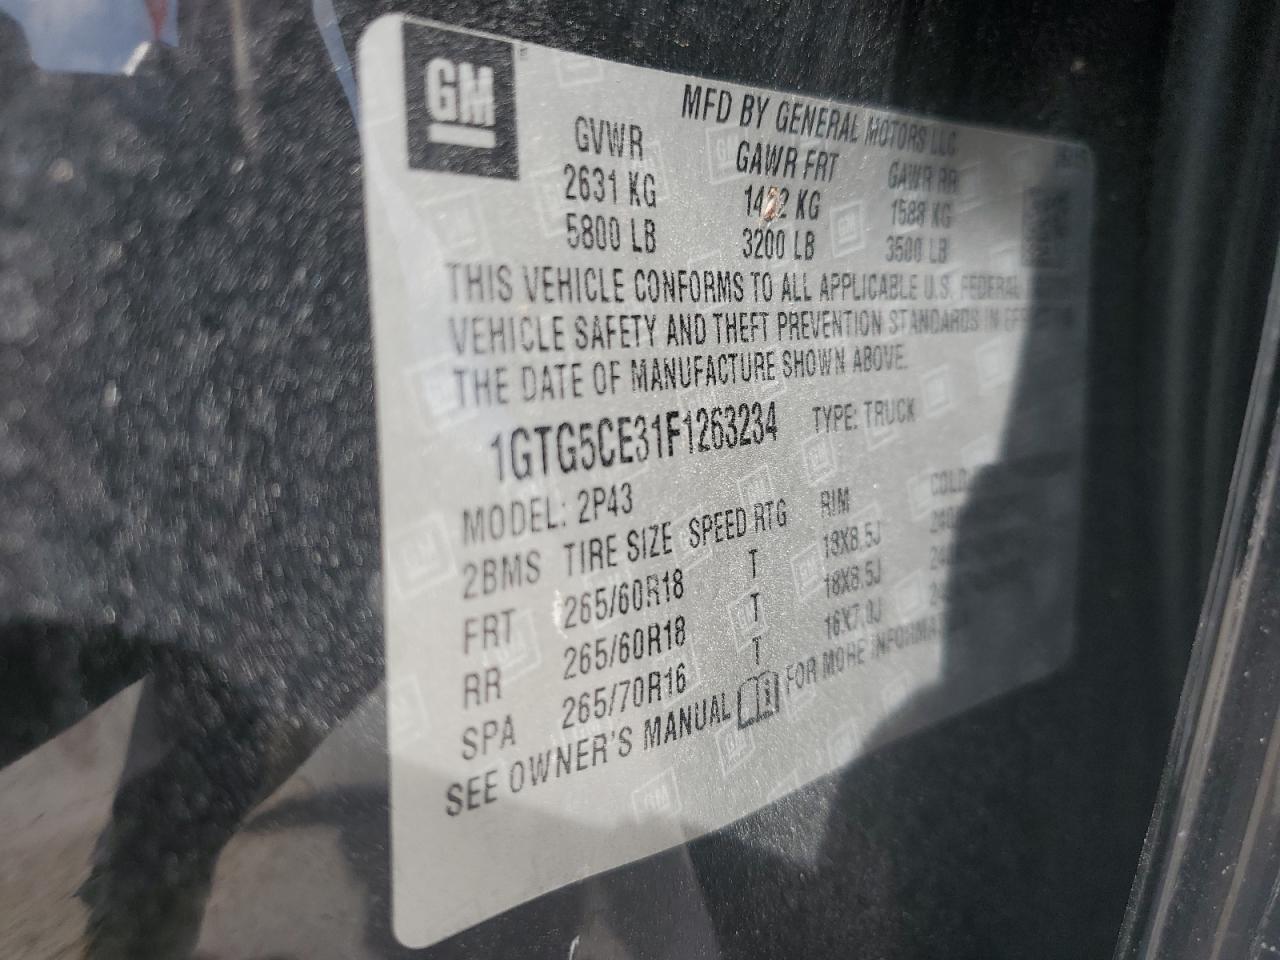 GM
MFD BY GENERAL MOTORS LLC
GVWR GAWR FRT GAWR RR
2631 KG KG 1588 KG
5800 LB 3200 LB 3500 LB
THIS VEHICLE CONFORMS TO ALL APPLICABLE U.S. FEDERAL
VEHICLE SAFETY AND THEFT PREVENTION STANDARDS IN
THE DATE OF MANUFACTURE SHOWN ABOVE.
1GTG5CE31F1263234 TYPE: TRUCK
MODEL: 2P43
2BMS TIRE SIZE SPEED RTG RIM COLD
FRT 265/60R18 T 18X8.5J
RR 265/60R18 T 18X8.5J
SPA 265/70R16 T 16X7.0J
SEE OWNER'S MANUAL FOR MORE